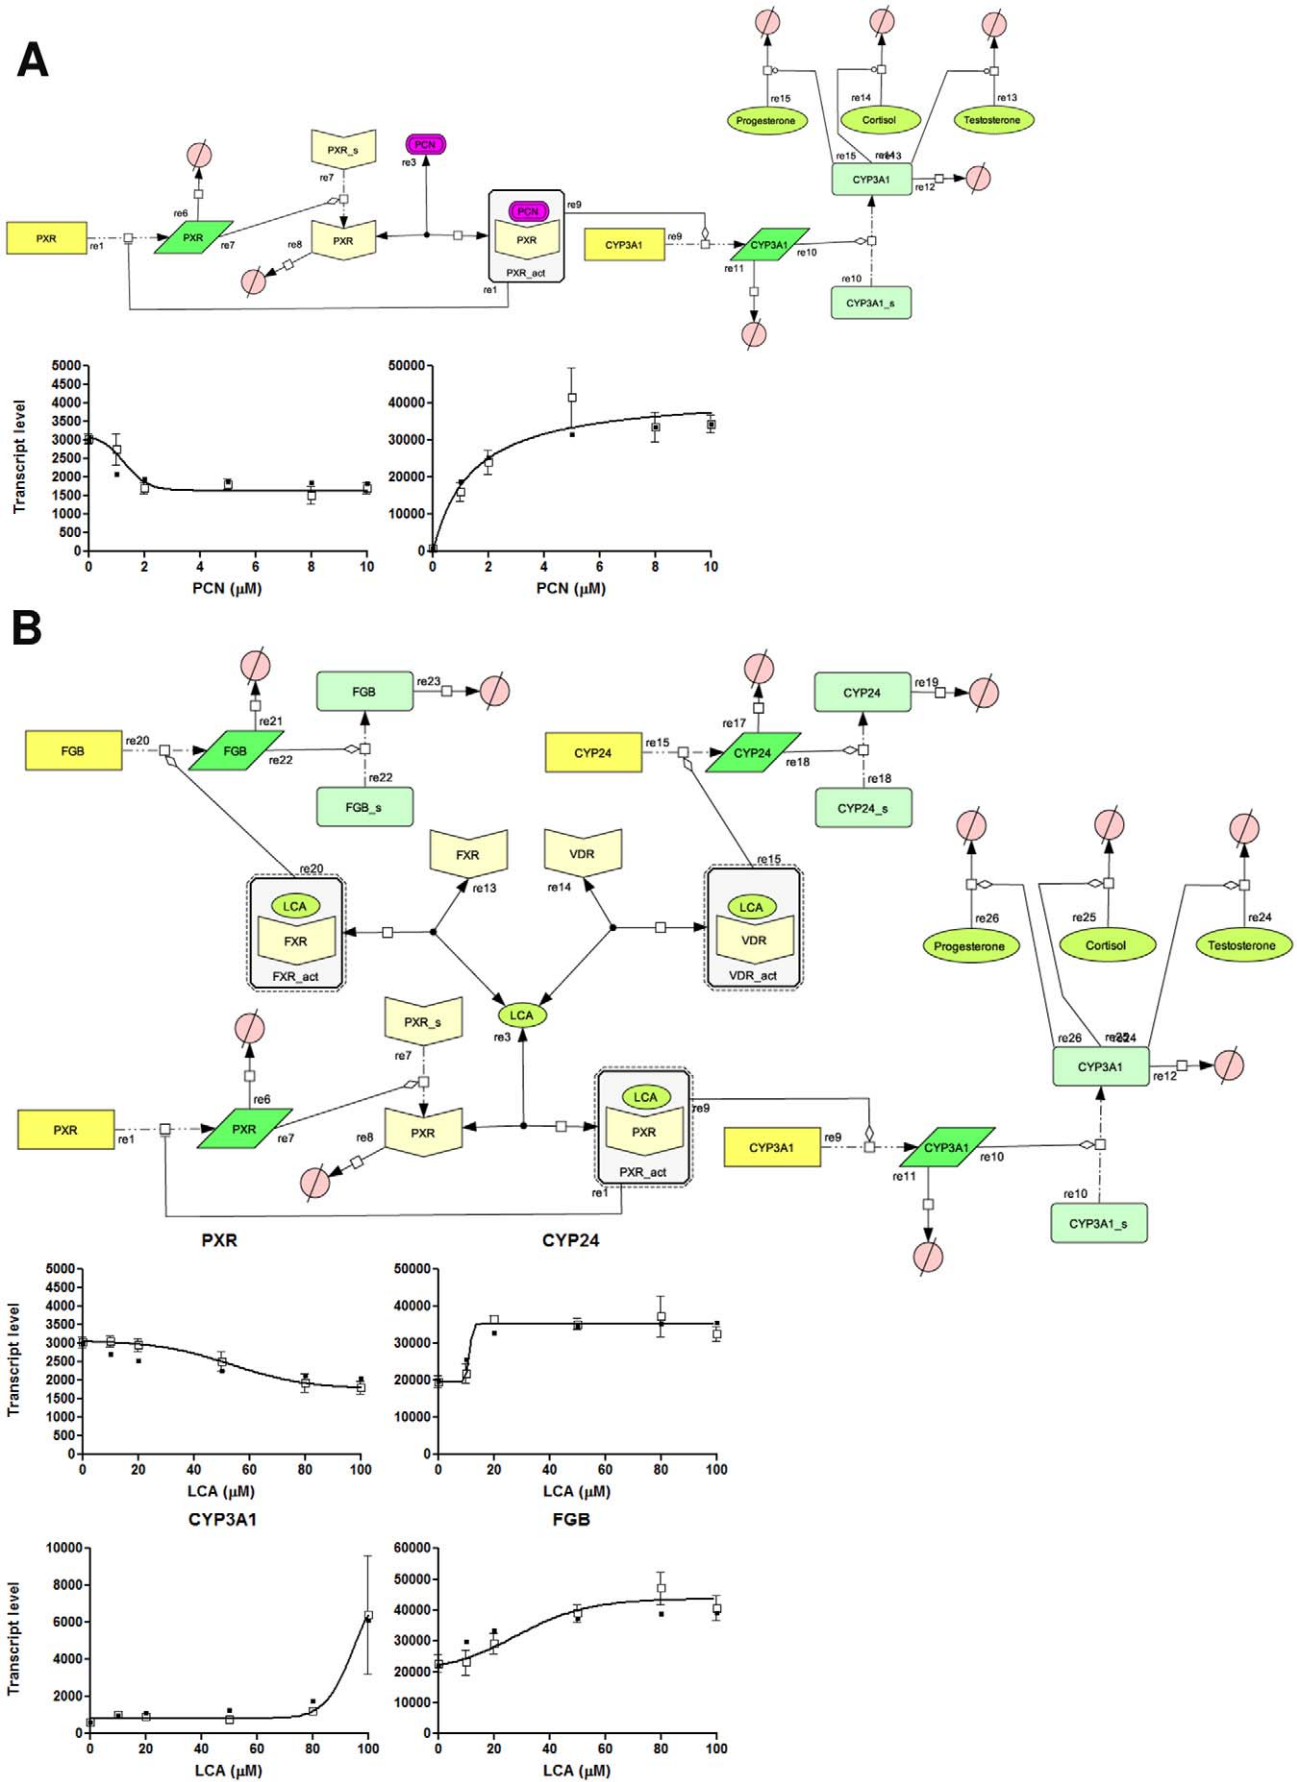 A
re15
re14
re13
Progesterone
Cortisol
Testosterone
re15
CYP3A1
re12
PXR_s
PCN
re3
re7
re6
PXR
re1
PXR
re7
PXR
re8
PCN
PXR
PXR_act
re9
re1
CYP3A1
re9
CYP3A1
re10
re11
re10
CYP3A1_s
5000
4500
4000
3500
3000
2500
2000
1500
1000
500
0
Transcript level
0 2 4 6 8 10
PCN (µM)
50000
40000
30000
20000
10000
0
0 2 4 6 8 10
PCN (µM)
B
FGB
re23
re21
FGB
re20
FGB
re22
re22
FGB_s
CYP24
re19
re17
CYP24
re15
CYP24
re18
re18
CYP24_s
FXR
re13
VDR
re14
re20
LCA
FXR
FXR_act
re15
LCA
VDR
VDR_act
LCA
re3
re26
re25
re24
Progesterone
Cortisol
Testosterone
re26
CYP3A1
re12
PXR_s
re7
re6
PXR
re1
PXR
re7
PXR
re8
LCA
PXR
PXR_act
re9
re1
CYP3A1
re9
CYP3A1
re10
re11
re10
CYP3A1_s
PXR
5000
4500
4000
3500
3000
2500
2000
1500
1000
500
0
Transcript level
0 20 40 60 80 100
LCA (µM)
CYP24
50000
40000
30000
20000
10000
0
0 20 40 60 80 100
LCA (µM)
CYP3A1
10000
8000
6000
4000
2000
0
Transcript level
0 20 40 60 80 100
LCA (µM)
FGB
60000
50000
40000
30000
20000
10000
0
0 20 40 60 80 100
LCA (µM)